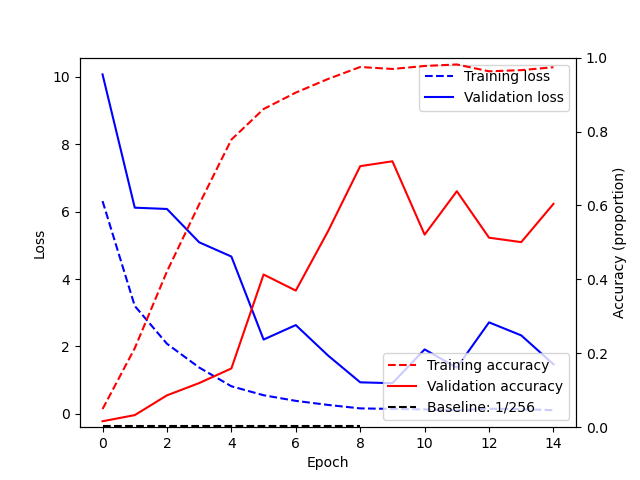 Training loss
Validation loss
Training accuracy
Validation accuracy
Baseline: 1/256
Loss
10
8
6
4
2
0
Accuracy (proportion)
1.0
0.8
0.6
0.4
0.2
0.0
0 2 4 6 8 10 12 14
Epoch